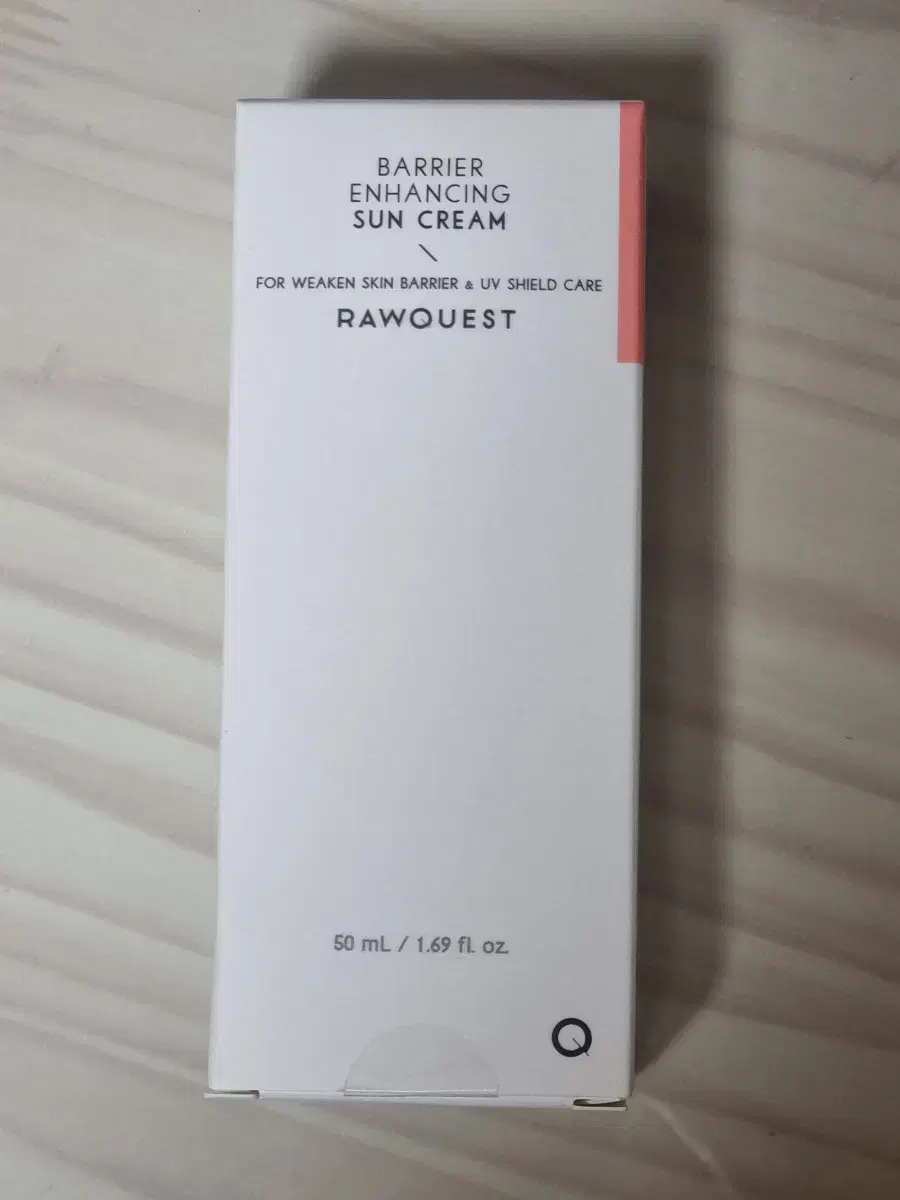 BARRIER
ENHANCING
SUN CREAM
FOR WEAKEN SKIN BARRIER & UV SHIELD CARE
RAWQUEST
50 mL / 1.69 fl. oz.
Q